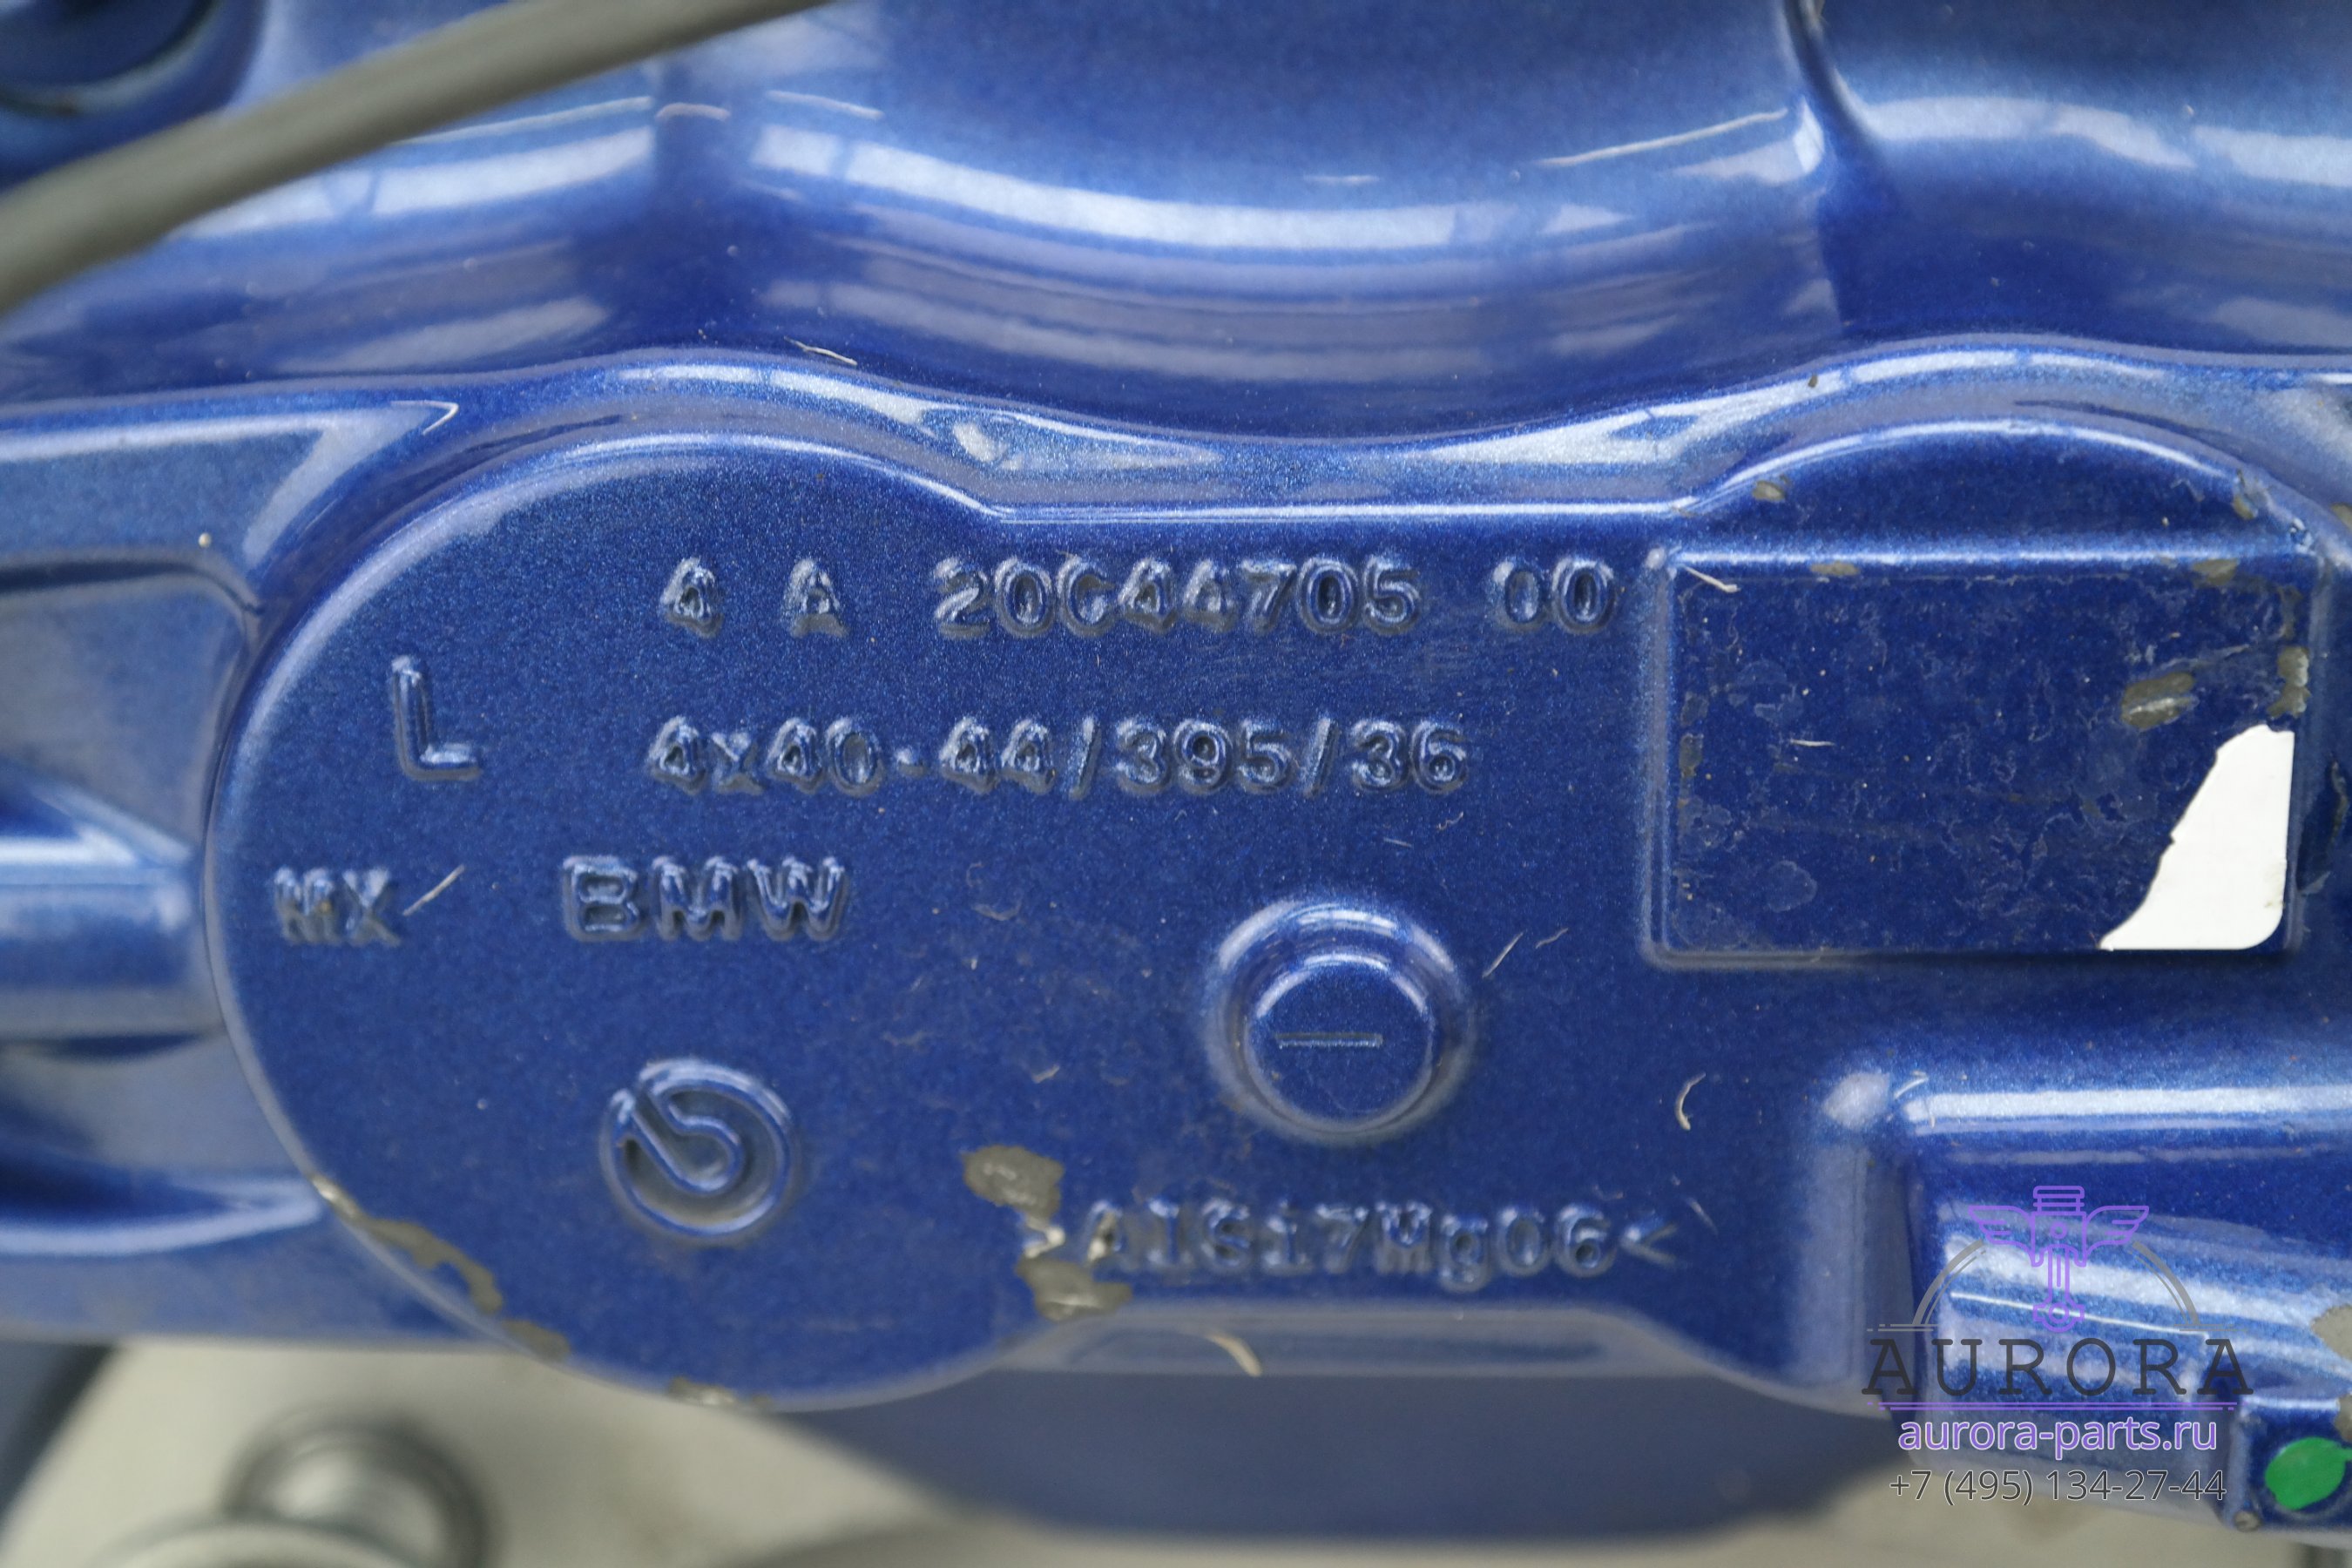 4 A 20C44705 00
L
4x40-44/395/36
MX BMW
>AlSi7Mg06<
AURORA
aurora-parts.ru
+7 (495) 134-27-44